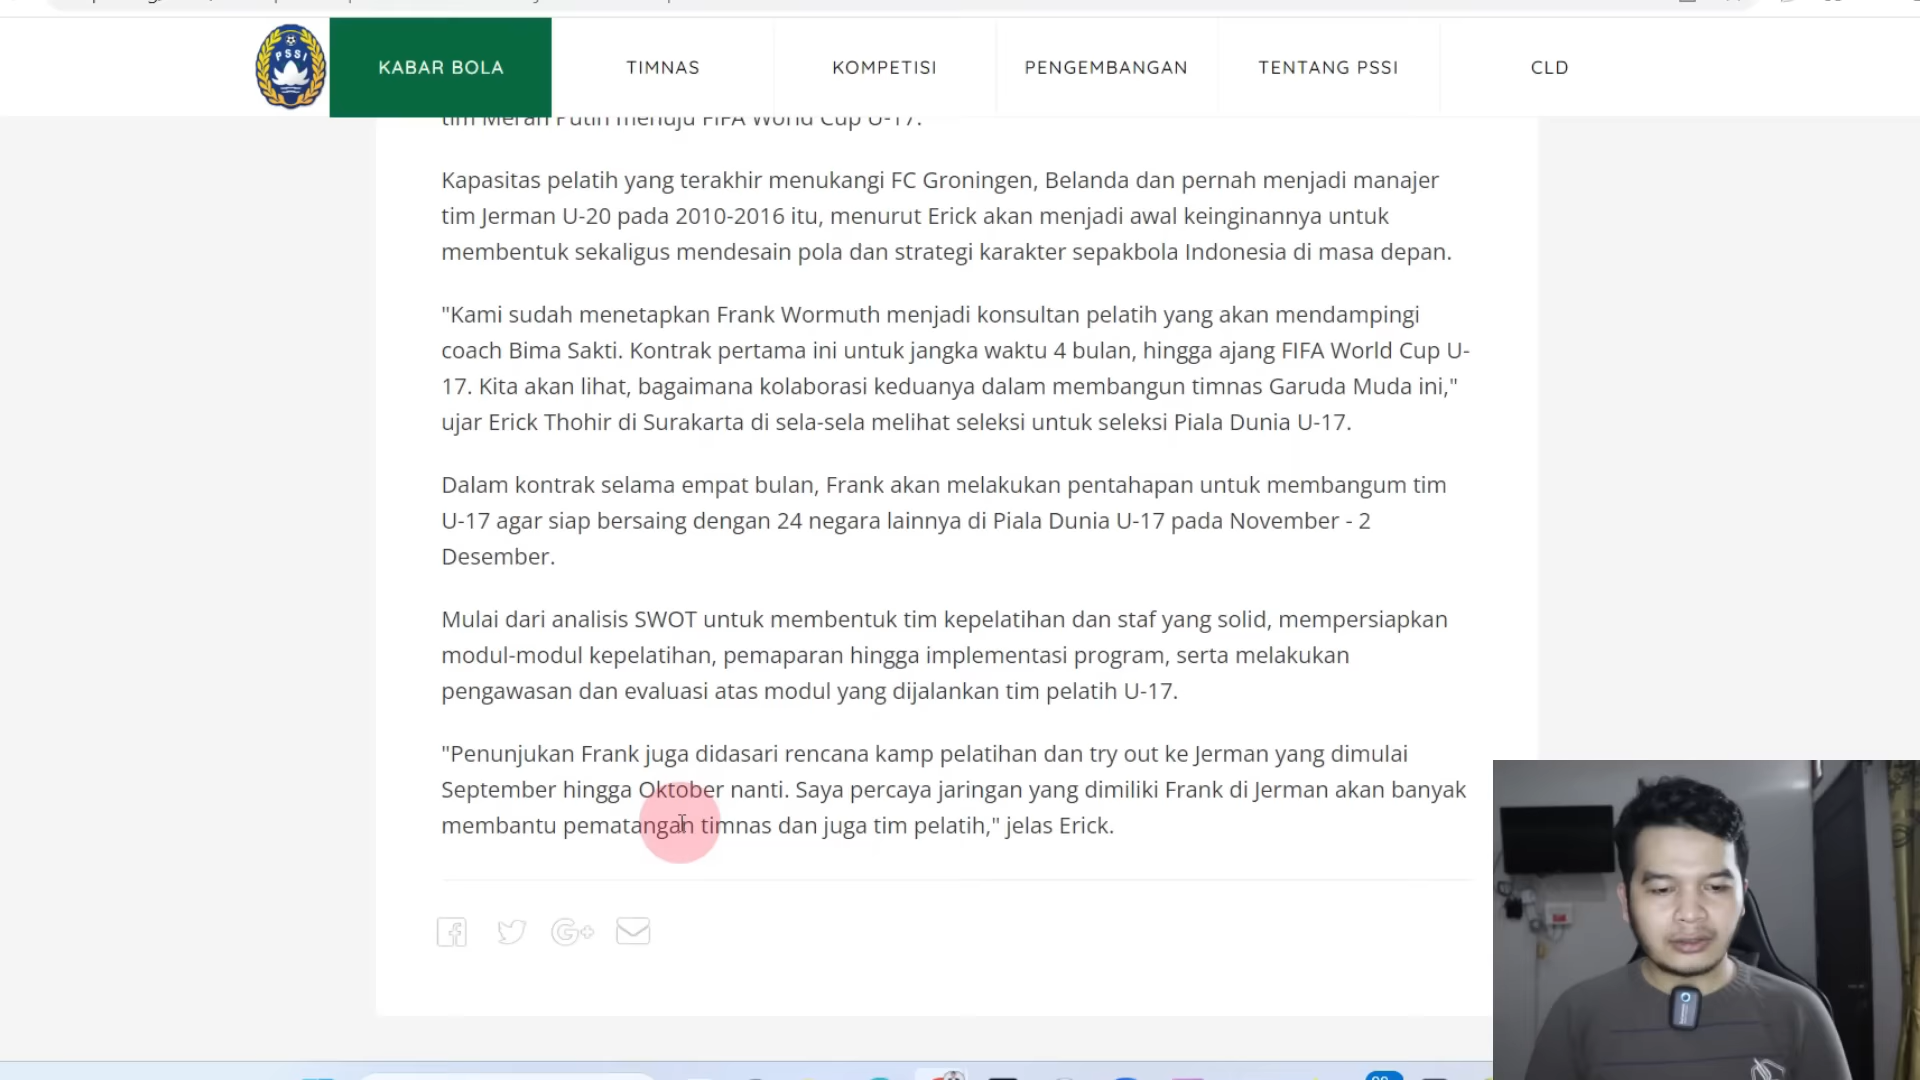 PSSI
KABAR BOLA
TIMNAS
KOMPETISI
PENGEMBANGAN
TENTANG PSSI
CLD
tim Merah Putih menuju FIFA World Cup U-17.
Kapasitas pelatih yang terakhir menukangi FC Groningen, Belanda dan pernah menjadi manajer
tim Jerman U-20 pada 2010-2016 itu, menurut Erick akan menjadi awal keinginannya untuk
membentuk sekaligus mendesain pola dan strategi karakter sepakbola Indonesia di masa depan.
"Kami sudah menetapkan Frank Wormuth menjadi konsultan pelatih yang akan mendampingi
coach Bima Sakti. Kontrak pertama ini untuk jangka waktu 4 bulan, hingga ajang FIFA World Cup U-
17. Kita akan lihat, bagaimana kolaborasi keduanya dalam membangun timnas Garuda Muda ini,"
ujar Erick Thohir di Surakarta di sela-sela melihat seleksi untuk seleksi Piala Dunia U-17.
Dalam kontrak selama empat bulan, Frank akan melakukan pentahapan untuk membangum tim
U-17 agar siap bersaing dengan 24 negara lainnya di Piala Dunia U-17 pada November - 2
Desember.
Mulai dari analisis SWOT untuk membentuk tim kepelatihan dan staf yang solid, mempersiapkan
modul-modul kepelatihan, pemaparan hingga implementasi program, serta melakukan
pengawasan dan evaluasi atas modul yang dijalankan tim pelatih U-17.
"Penunjukan Frank juga didasari rencana kamp pelatihan dan try out ke Jerman yang dimulai
September hingga Oktober nanti. Saya percaya jaringan yang dimiliki Frank di Jerman akan banyak
membantu pematangan timnas dan juga tim pelatih," jelas Erick.